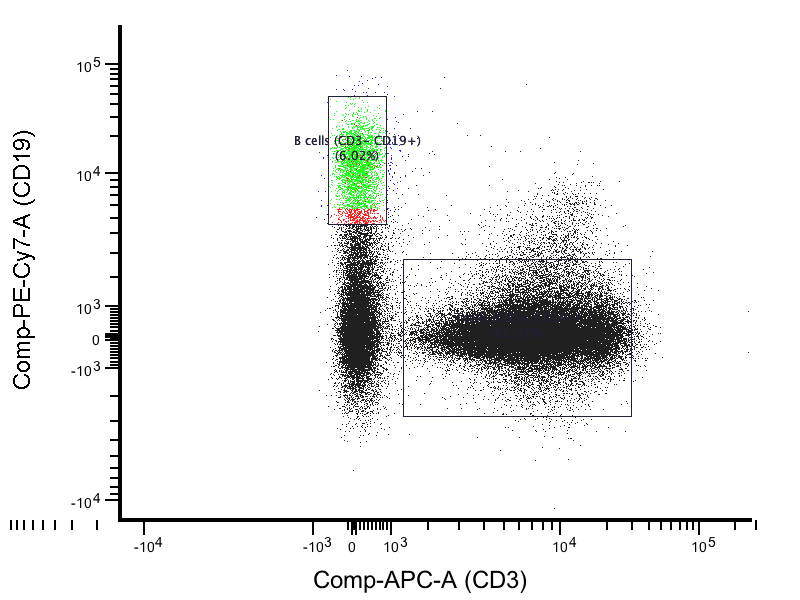 10^5
B cells (CD3- CD19+)
(6.02%)
10^4
Comp-PE-Cy7-A (CD19)
10^3
0
-10^3
-10^4
-10^4 -10^3 0 10^3 10^4 10^5
Comp-APC-A (CD3)